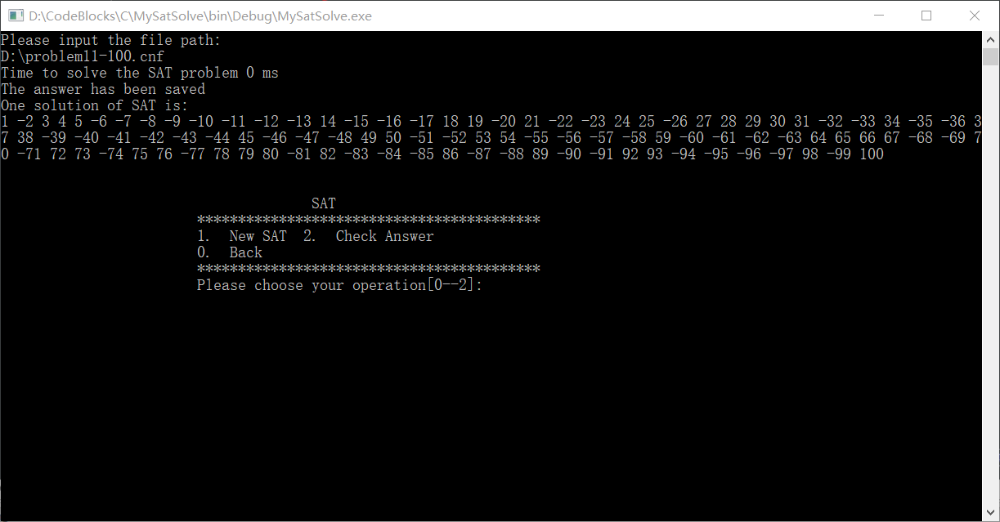 D:\CodeBlocks\C\MySatSolve\bin\Debug\MySatSolve.exe
Please input the file path:
D:\problem11-100.cnf
Time to solve the SAT problem 0 ms
The answer has been saved
One solution of SAT is:
1 -2 3 4 5 -6 -7 -8 -9 -10 -11 -12 -13 14 -15 -16 -17 18 19 -20 21 -22 -23 24 25 -26 27 28 29 30 31 -32 -33 34 -35 -36 3
7 38 -39 -40 -41 -42 -43 -44 45 -46 -47 -48 49 50 -51 -52 53 54 -55 -56 -57 -58 59 -60 -61 -62 -63 64 65 66 67 -68 -69 7
0 -71 72 73 -74 75 76 -77 78 79 80 -81 82 -83 -84 -85 86 -87 -88 89 -90 -91 92 93 -94 -95 -96 -97 98 -99 100
SAT
******************************************
1. New SAT 2. Check Answer
0. Back
******************************************
Please choose your operation[0--2]: